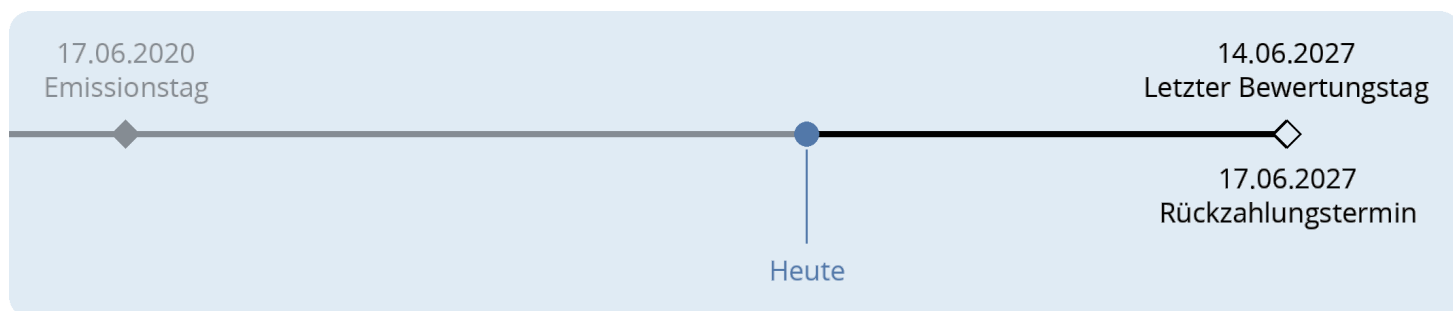 17.06.2020
Emissionstag
14.06.2027
Letzter Bewertungstag
17.06.2027
Rückzahlungstermin
Heute